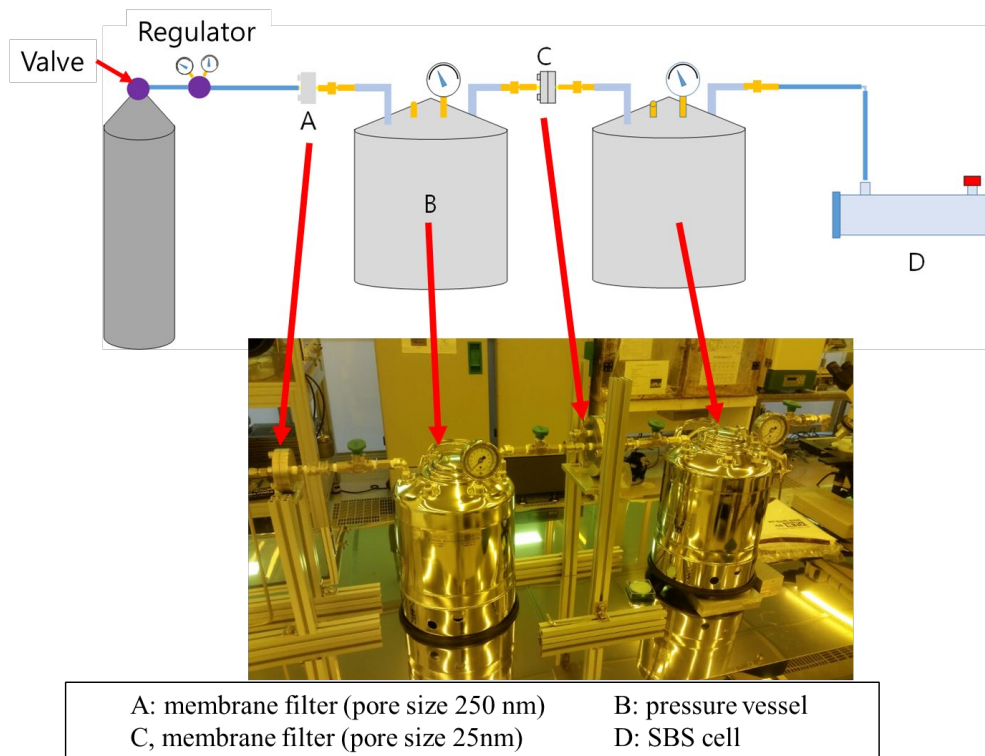 Regulator
Valve
C
A
B
D
A: membrane filter (pore size 250 nm) B: pressure vessel
C, membrane filter (pore size 25nm) D: SBS cell